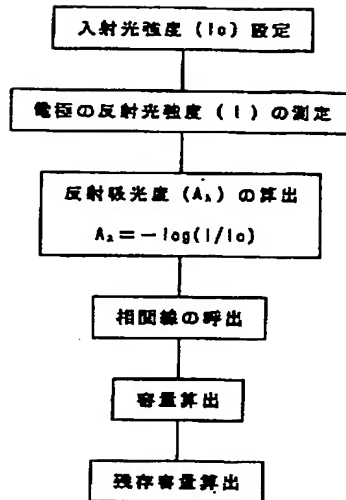 入射光強度（Io）設定
電極の反射光強度（I）の測定
反射吸光度（Aλ）の算出
Aλ＝－log(I/Io)
相関線の呼出
容量算出
残存容量算出